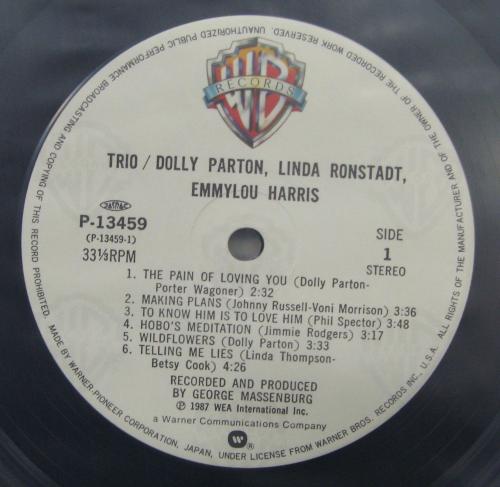 WB
RECORDS
TRIO / DOLLY PARTON, LINDA RONSTADT,
EMMYLOU HARRIS
JASRAC
P-13459
(P-13459-1)
33⅓RPM
SIDE
1
STEREO
1. THE PAIN OF LOVING YOU (Dolly Parton-
Porter Wagoner) 2:32
2. MAKING PLANS (Johnny Russell-Voni Morrison) 3:36
3. TO KNOW HIM IS TO LOVE HIM (Phil Spector) 3:48
4. HOBO'S MEDITATION (Jimmie Rodgers) 3:17
5. WILDFLOWERS (Dolly Parton) 3:33
6. TELLING ME LIES (Linda Thompson-
Betsy Cook) 4:26
RECORDED AND PRODUCED
BY GEORGE MASSENBURG
℗ 1987 WEA International Inc.
a Warner Communications Company
W ®
MADE BY WARNER-PIONEER CORPORATION, JAPAN, UNDER LICENSE FROM WARNER BROS. RECORDS INC., U.S.A. ALL RIGHTS OF THE MANUFACTURER AND OF THE OWNER OF THE RECORDED WORK RESERVED. UNAUTHORIZED PUBLIC PERFORMANCE BROADCASTING AND COPYING OF THIS RECORD PROHIBITED.